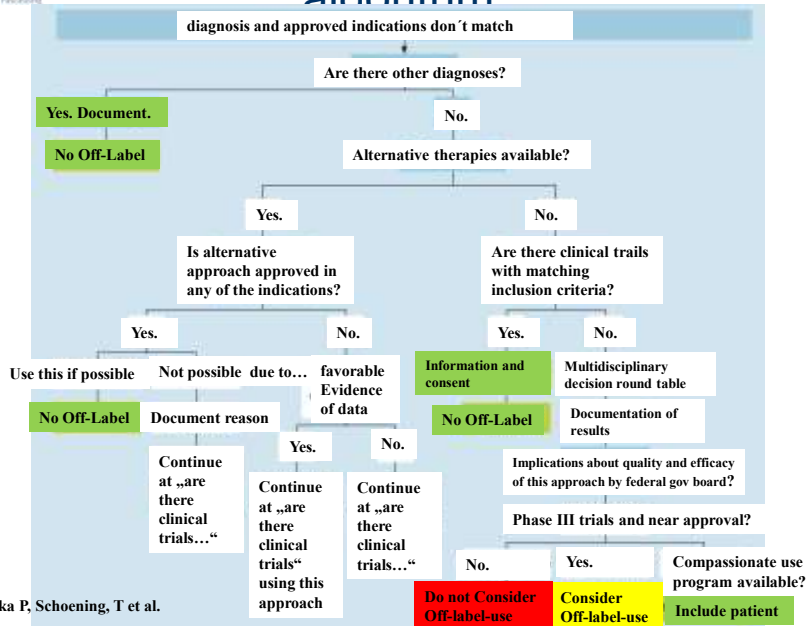 diagnosis and approved indications don´t match
Are there other diagnoses?
Yes. Document.
No.
No Off-Label
Alternative therapies available?
Yes.
No.
Is alternative
approach approved in
any of the indications?
Are there clinical trails
with matching
inclusion criteria?
Yes.
No.
Yes.
No.
Use this if possible
Not possible due to…
favorable
Evidence
of data
Information and
consent
Multidisciplinary
decision round table
No Off-Label
Document reason
No Off-Label
Documentation of
results
Yes.
No.
Continue
at „are
there
clinical
trials…“
Continue
at „are
there
clinical
trials“
using this
approach
Continue
at „are
there
clinical
trials…“
Implications about quality and efficacy
of this approach by federal gov board?
Phase III trials and near approval?
No.
Yes.
Compassionate use
program available?
Do not Consider
Off-label-use
Consider
Off-label-use
Include patient
P, Schoening, T et al.